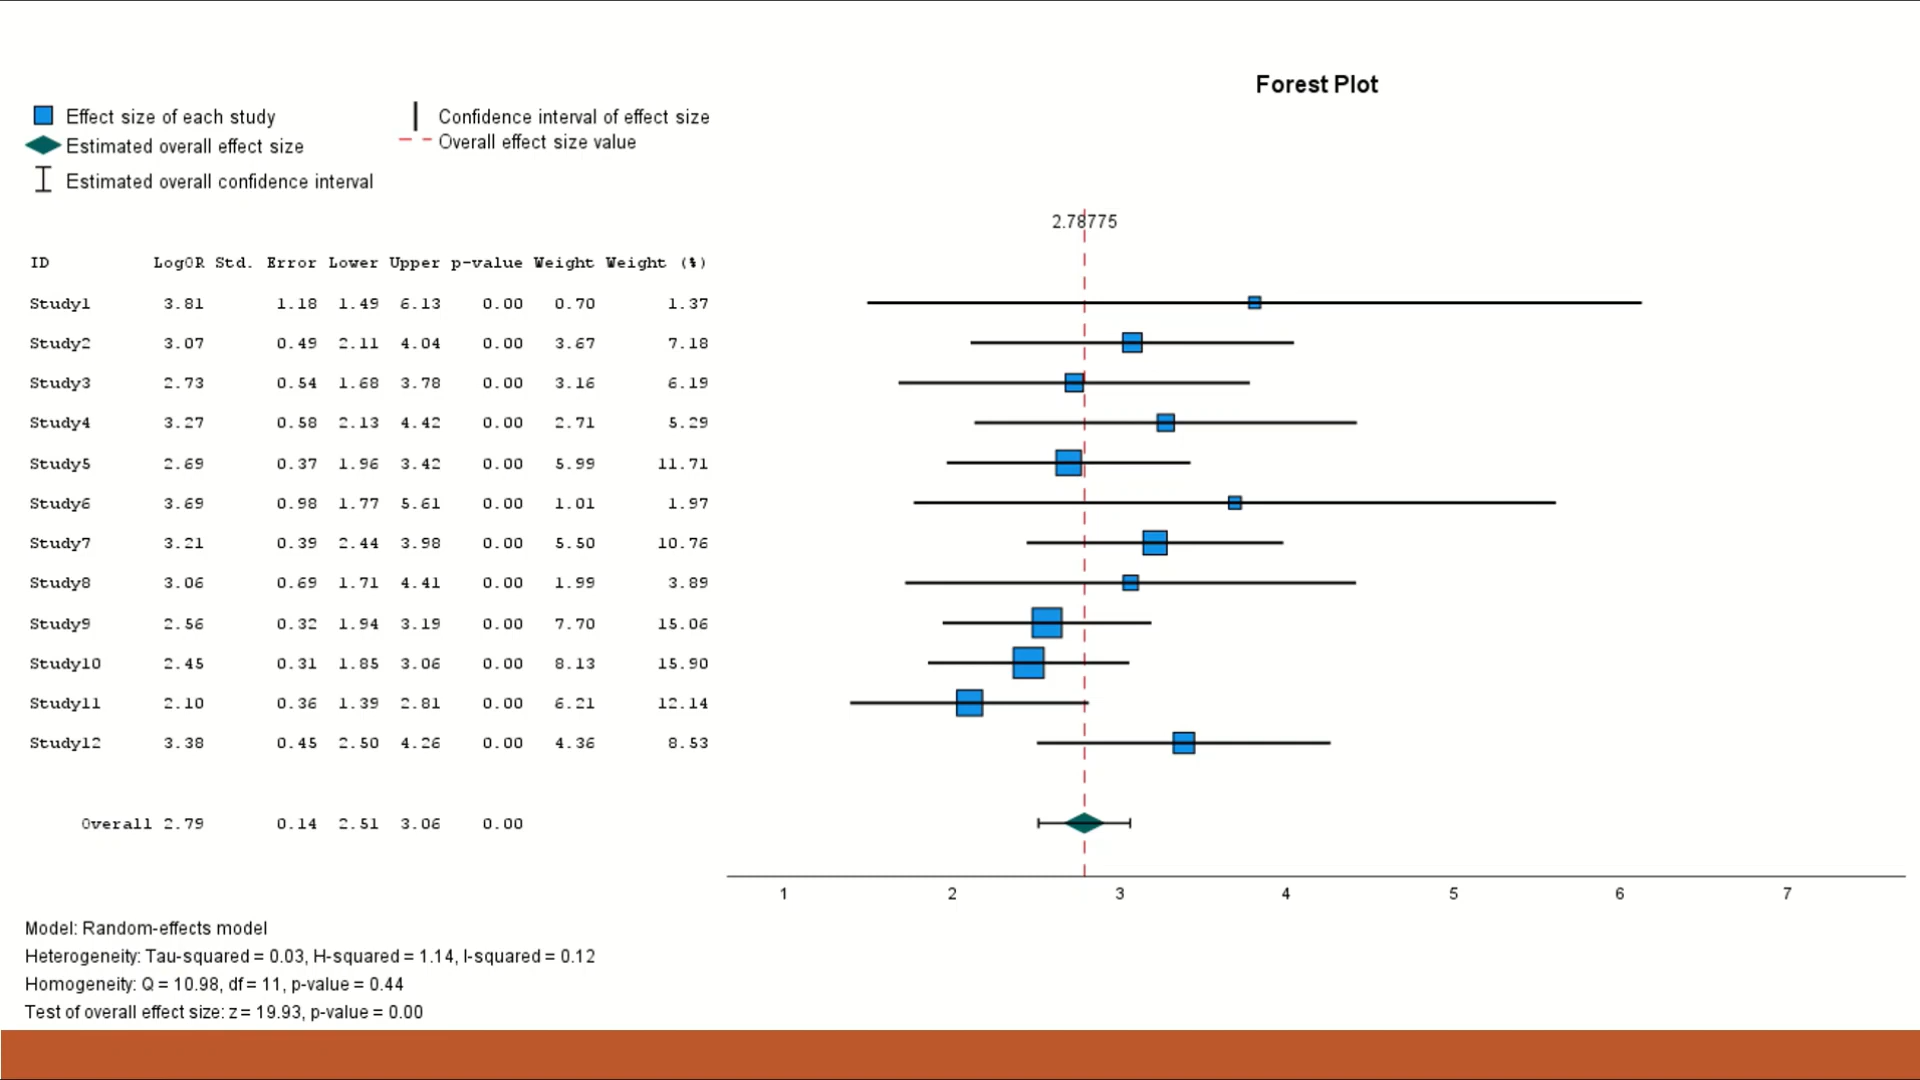 Forest Plot
Effect size of each study
Confidence interval of effect size
Estimated overall effect size
Overall effect size value
Estimated overall confidence interval
2.78775
ID LogOR Std. Error Lower Upper p-value Weight Weight (%)
Study1 3.81 1.18 1.49 6.13 0.00 0.70 1.37
Study2 3.07 0.49 2.11 4.04 0.00 3.67 7.18
Study3 2.73 0.54 1.68 3.78 0.00 3.16 6.19
Study4 3.27 0.58 2.13 4.42 0.00 2.71 5.29
Study5 2.69 0.37 1.96 3.42 0.00 5.99 11.71
Study6 3.69 0.98 1.77 5.61 0.00 1.01 1.97
Study7 3.21 0.39 2.44 3.98 0.00 5.50 10.76
Study8 3.06 0.69 1.71 4.41 0.00 1.99 3.89
Study9 2.56 0.32 1.94 3.19 0.00 7.70 15.06
Study10 2.45 0.31 1.85 3.06 0.00 8.13 15.90
Study11 2.10 0.36 1.39 2.81 0.00 6.21 12.14
Study12 3.38 0.45 2.50 4.26 0.00 4.36 8.53
Overall 2.79 0.14 2.51 3.06 0.00
1 2 3 4 5 6 7
Model: Random-effects model
Heterogeneity: Tau-squared = 0.03, H-squared = 1.14, I-squared = 0.12
Homogeneity: Q = 10.98, df = 11, p-value = 0.44
Test of overall effect size: z = 19.93, p-value = 0.00